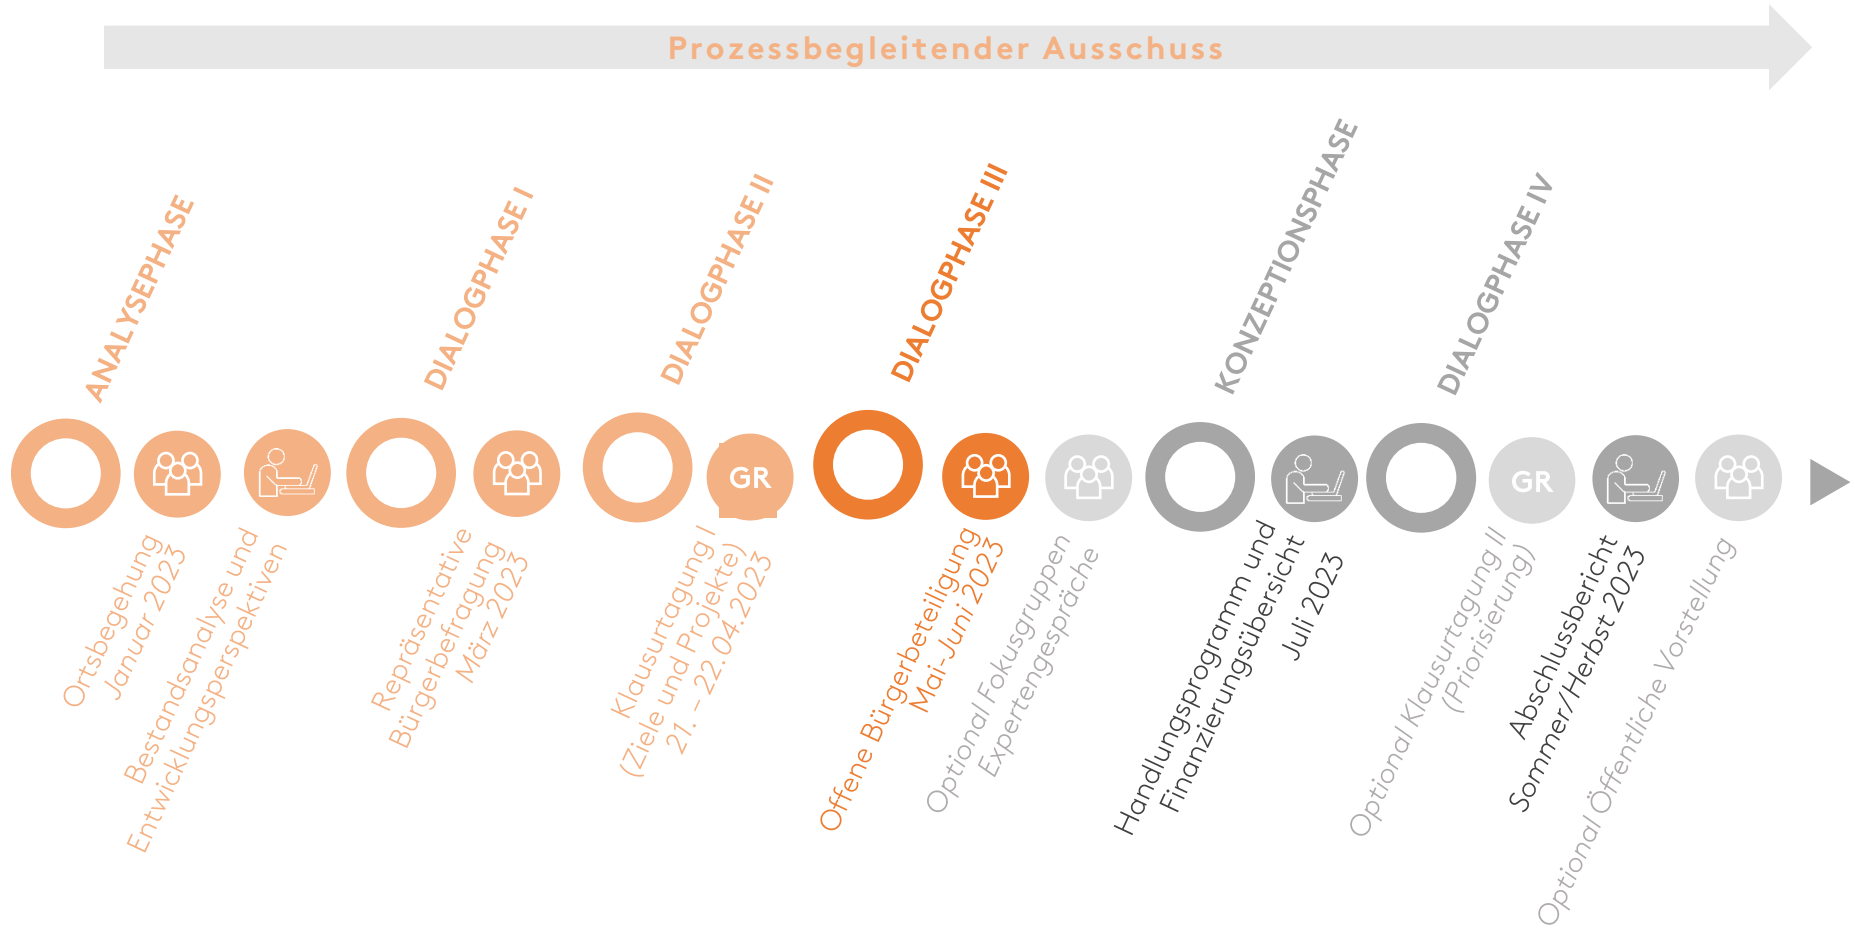 Prozessbegleitender Ausschuss
ANALYSEPHASE
DIALOGPHASE I
DIALOGPHASE II
DIALOGPHASE III
KONZEPTIONSPHASE
DIALOGPHASE IV
GR
GR
Ortsbegehung
Januar 2023
Bestandsanalyse und
Entwicklungsperspektiven
Repräsentative
Bürgerbefragung
März 2023
Klausurtagung I
(Ziele und Projekte)
21. – 22.04.2023
Offene Bürgerbeteiligung
Mai-Juni 2023
Optional Fokusgruppen
Expertengespräche
Handlungsprogramm und
Finanzierungsübersicht
Juli 2023
Optional Klausurtagung II
(Priorisierung)
Abschlussbericht
Sommer/Herbst 2023
Optional Öffentliche Vorstellung